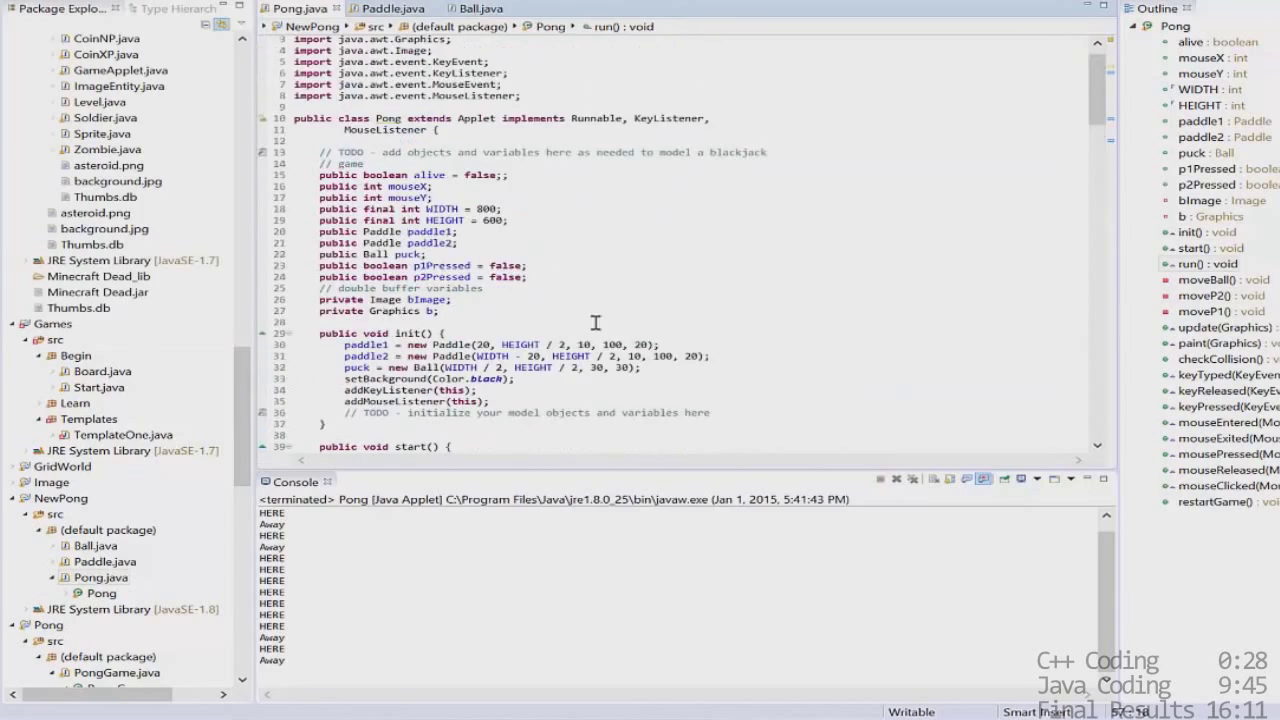 Package Explo...
Type Hierarch
CoinNP.java
CoinXP.java
GameApplet.java
ImageEntity.java
Level.java
Soldier.java
Sprite.java
Zombie.java
asteroid.png
background.jpg
Thumbs.db
asteroid.png
background.jpg
Thumbs.db
JRE System Library [JavaSE-1.7]
Minecraft Dead_lib
Minecraft Dead.jar
Thumbs.db
Games
src
Begin
Board.java
Start.java
Learn
Templates
TemplateOne.java
JRE System Library [JavaSE-1.7]
GridWorld
Image
NewPong
src
(default package)
Ball.java
Paddle.java
Pong.java
Pong
JRE System Library [JavaSE-1.8]
Pong
src
(default package)
PongGame.java
Pong.java
Paddle.java
Ball.java
NewPong
src
(default package)
Pong
run() : void
3 import java.awt.Graphics;
4 import java.awt.Image;
5 import java.awt.event.KeyEvent;
6 import java.awt.event.KeyListener;
7 import java.awt.event.MouseEvent;
8 import java.awt.event.MouseListener;
9
10 public class Pong extends Applet implements Runnable, KeyListener,
11 MouseListener {
12
13 // TODO - add objects and variables here as needed to model a blackjack
14 // game
15 public boolean alive = false;;
16 public int mouseX;
17 public int mouseY;
18 public final int WIDTH = 800;
19 public final int HEIGHT = 600;
20 public Paddle paddle1;
21 public Paddle paddle2;
22 public Ball puck;
23 public boolean p1Pressed = false;
24 public boolean p2Pressed = false;
25 // double buffer variables
26 private Image bImage;
27 private Graphics b;
28
29 public void init() {
30 paddle1 = new Paddle(20, HEIGHT / 2, 10, 100, 20);
31 paddle2 = new Paddle(WIDTH - 20, HEIGHT / 2, 10, 100, 20);
32 puck = new Ball(WIDTH / 2, HEIGHT / 2, 30, 30);
33 setBackground(Color.black);
34 addKeyListener(this);
35 addMouseListener(this);
36 // TODO - initialize your model objects and variables here
37 }
38
39 public void start() {
Console
<terminated> Pong [Java Applet] C:\Program Files\Java\jre1.8.0_25\bin\javaw.exe (Jan 1, 2015, 5:41:43 PM)
HERE
Away
HERE
Away
HERE
HERE
HERE
HERE
HERE
HERE
HERE
Away
HERE
Away
Outline
Pong
alive : boolean
mouseX : int
mouseY : int
WIDTH : int
HEIGHT : int
paddle1 : Paddle
paddle2 : Paddle
puck : Ball
p1Pressed : boolea
p2Pressed : boolea
bImage : Image
b : Graphics
init() : void
start() : void
run() : void
moveBall() : void
moveP2() : void
moveP1() : void
update(Graphics) :
paint(Graphics) : v
checkCollision() :
keyTyped(KeyEven
keyReleased(KeyE
keyPressed(KeyEv
mouseEntered(Mo
mouseExited(Mou
mousePressed(Mo
mouseReleased(M
mouseClicked(Mou
restartGame() : voi
C++ Coding 0:28
Java Coding 9:45
Final Results 16:11
Writable
Smart Insert